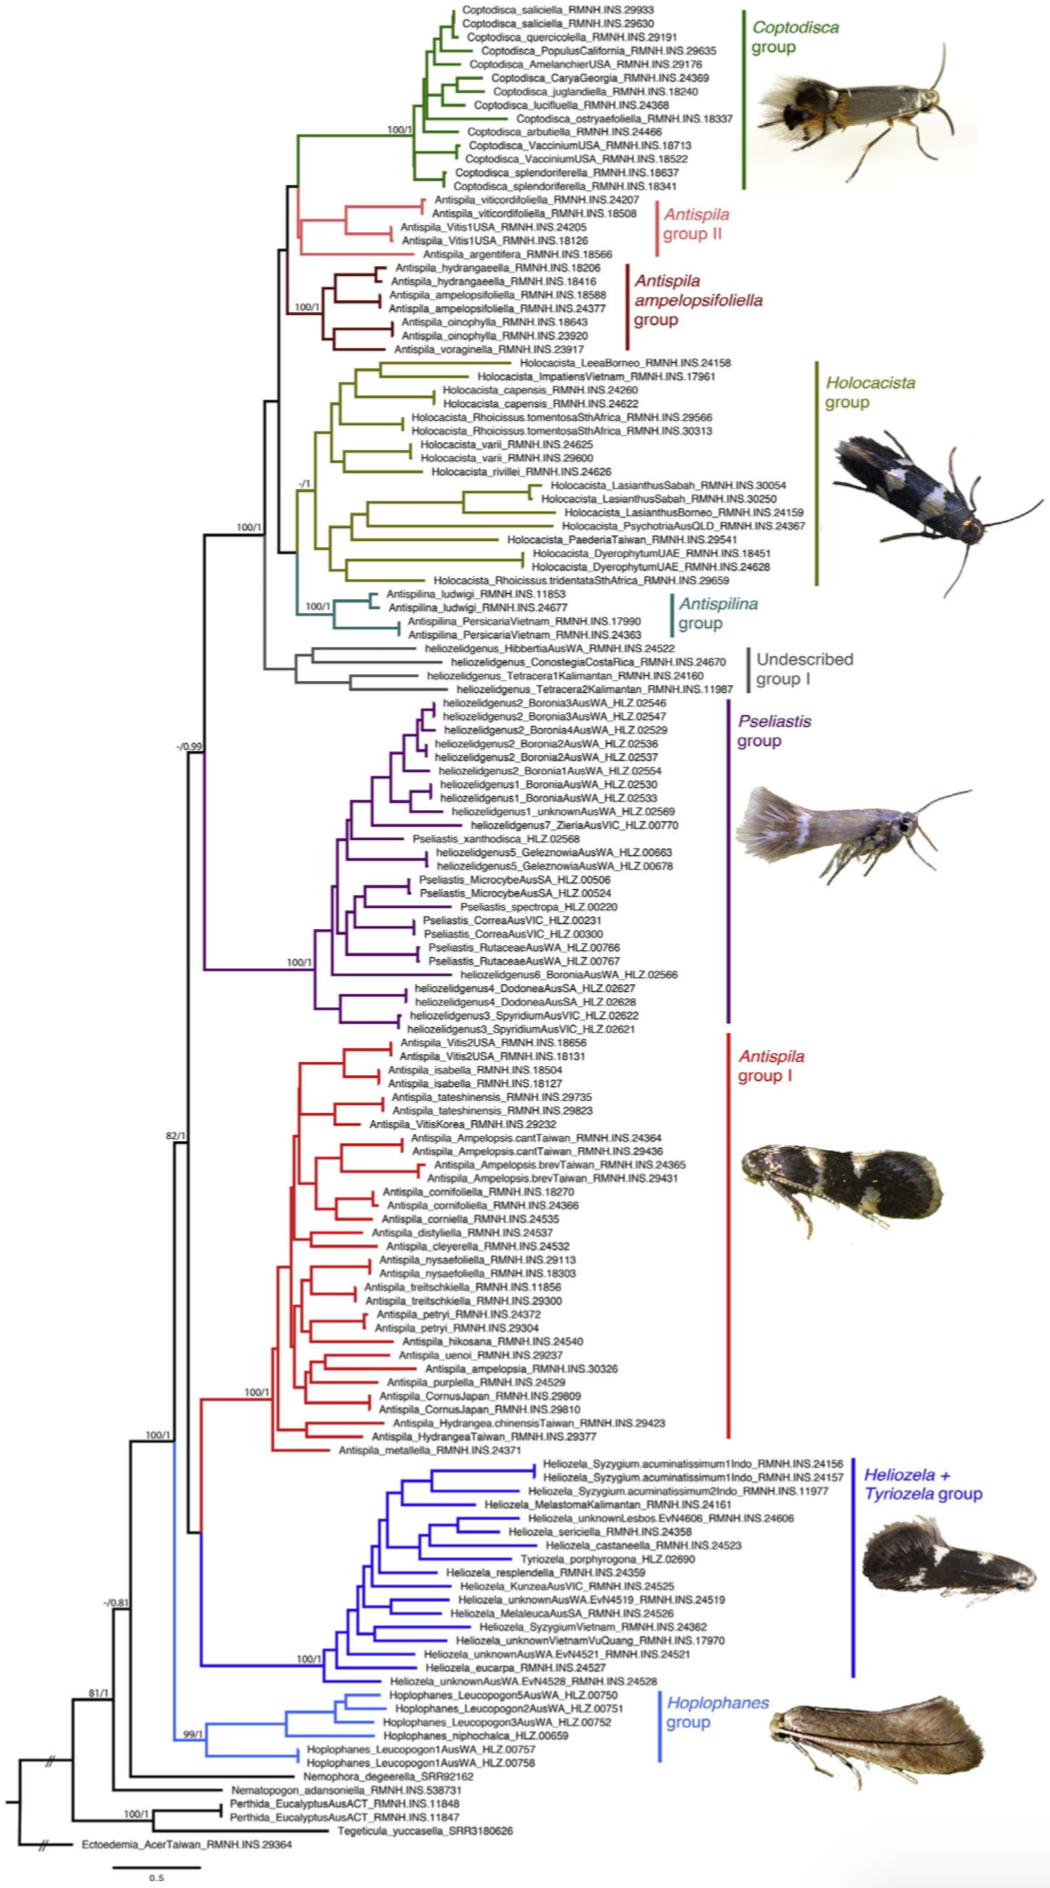 Coptodisca_saliciella_RMNH.INS.29933
Coptodisca_saliciella_RMNH.INS.29630
Coptodisca_quercicolella_RMNH.INS.29191
Coptodisca_PopulusCalifornia_RMNH.INS.29635
Coptodisca_AmelanchierUSA_RMNH.INS.29176
Coptodisca_CaryaGeorgia_RMNH.INS.24369
Coptodisca_juglandiella_RMNH.INS.18240
Coptodisca_lucifluella_RMNH.INS.24368
Coptodisca_ostryaefoliella_RMNH.INS.18337
Coptodisca_arbutiella_RMNH.INS.24466
Coptodisca_VacciniumUSA_RMNH.INS.18713
Coptodisca_VacciniumUSA_RMNH.INS.18522
Coptodisca_splendoriferella_RMNH.INS.18637
Coptodisca_splendoriferella_RMNH.INS.18341
100/1
Coptodisca
group
Antispila_viticordifoliella_RMNH.INS.24207
Antispila_viticordifoliella_RMNH.INS.18508
Antispila_Vitis1USA_RMNH.INS.24205
Antispila_Vitis1USA_RMNH.INS.18126
Antispila_argentifera_RMNH.INS.18566
Antispila
group II
Antispila_hydrangaeella_RMNH.INS.18206
Antispila_hydrangaeella_RMNH.INS.18416
Antispila_ampelopsifoliella_RMNH.INS.18588
Antispila_ampelopsifoliella_RMNH.INS.24377
Antispila_oinophylla_RMNH.INS.18643
Antispila_oinophylla_RMNH.INS.23920
Antispila_voraginella_RMNH.INS.23917
100/1
Antispila
ampelopsifoliella
group
Holocacista_LeeaBorneo_RMNH.INS.24158
Holocacista_ImpatiensVietnam_RMNH.INS.17961
Holocacista_capensis_RMNH.INS.24260
Holocacista_capensis_RMNH.INS.24622
Holocacista_Rhoicissus.tomentosaSthAfrica_RMNH.INS.29566
Holocacista_Rhoicissus.tomentosaSthAfrica_RMNH.INS.30313
Holocacista_varii_RMNH.INS.24625
Holocacista_varii_RMNH.INS.29600
Holocacista_rivillei_RMNH.INS.24626
Holocacista_LasianthusSabah_RMNH.INS.30054
Holocacista_LasianthusSabah_RMNH.INS.30250
Holocacista_LasianthusBorneo_RMNH.INS.24159
Holocacista_PsychotriaAusQLD_RMNH.INS.24367
Holocacista_PaederiaTaiwan_RMNH.INS.29541
Holocacista_DyerophytumUAE_RMNH.INS.18451
Holocacista_DyerophytumUAE_RMNH.INS.24628
Holocacista_Rhoicissus.tridentataSthAfrica_RMNH.INS.29659
-/1
100/1
Holocacista
group
Antispilina_ludwigi_RMNH.INS.11853
Antispilina_ludwigi_RMNH.INS.24677
Antispilina_PersicariaVietnam_RMNH.INS.17990
Antispilina_PersicariaVietnam_RMNH.INS.24363
100/1
Antispilina
group
heliozelidgenus_HibbertiaAusWA_RMNH.INS.24522
heliozelidgenus_ConostegiaCostaRica_RMNH.INS.24670
heliozelidgenus_Tetracera1Kalimantan_RMNH.INS.24160
heliozelidgenus_Tetracera2Kalimantan_RMNH.INS.11987
Undescribed
group I
heliozelidgenus2_Boronia3AusWA_HLZ.02546
heliozelidgenus2_Boronia3AusWA_HLZ.02547
heliozelidgenus2_Boronia4AusWA_HLZ.02529
heliozelidgenus2_Boronia2AusWA_HLZ.02536
heliozelidgenus2_Boronia2AusWA_HLZ.02537
heliozelidgenus2_Boronia1AusWA_HLZ.02554
heliozelidgenus1_BoroniaAusWA_HLZ.02530
heliozelidgenus1_BoroniaAusWA_HLZ.02533
heliozelidgenus1_unknownAusWA_HLZ.02569
heliozelidgenus7_ZieriaAusVIC_HLZ.00770
Pseliastis_xanthodisca_HLZ.02568
heliozelidgenus5_GeleznowiaAusWA_HLZ.00663
heliozelidgenus5_GeleznowiaAusWA_HLZ.00678
Pseliastis_MicrocybeAusSA_HLZ.00506
Pseliastis_MicrocybeAusSA_HLZ.00524
Pseliastis_spectropa_HLZ.00220
Pseliastis_CorreaAusVIC_HLZ.00231
Pseliastis_CorreaAusVIC_HLZ.00300
Pseliastis_RutaceaeAusWA_HLZ.00766
Pseliastis_RutaceaeAusWA_HLZ.00767
heliozelidgenus6_BoroniaAusWA_HLZ.02566
heliozelidgenus4_DodoneaAusSA_HLZ.02627
heliozelidgenus4_DodoneaAusSA_HLZ.02628
heliozelidgenus3_SpyridiumAusVIC_HLZ.02622
heliozelidgenus3_SpyridiumAusVIC_HLZ.02621
-/0.99
100/1
Pseliastis
group
Antispila_Vitis2USA_RMNH.INS.18656
Antispila_Vitis2USA_RMNH.INS.18131
Antispila_isabella_RMNH.INS.18504
Antispila_isabella_RMNH.INS.18127
Antispila_tateshinensis_RMNH.INS.29735
Antispila_tateshinensis_RMNH.INS.29823
Antispila_VitisKorea_RMNH.INS.29232
Antispila_Ampelopsis.cantTaiwan_RMNH.INS.24364
Antispila_Ampelopsis.cantTaiwan_RMNH.INS.29436
Antispila_Ampelopsis.brevTaiwan_RMNH.INS.24365
Antispila_Ampelopsis.brevTaiwan_RMNH.INS.29431
Antispila_cornifoliella_RMNH.INS.18270
Antispila_cornifoliella_RMNH.INS.24366
Antispila_corniella_RMNH.INS.24535
Antispila_distyliella_RMNH.INS.24537
Antispila_cleyerella_RMNH.INS.24532
Antispila_nysaefoliella_RMNH.INS.29113
Antispila_nysaefoliella_RMNH.INS.18303
Antispila_treitschkiella_RMNH.INS.11856
Antispila_treitschkiella_RMNH.INS.29300
Antispila_petryi_RMNH.INS.24372
Antispila_petryi_RMNH.INS.29304
Antispila_hikosana_RMNH.INS.24540
Antispila_uenoi_RMNH.INS.29237
Antispila_ampelopsia_RMNH.INS.30326
Antispila_purplella_RMNH.INS.24529
Antispila_CornusJapan_RMNH.INS.29809
Antispila_CornusJapan_RMNH.INS.29810
Antispila_Hydrangea.chinensisTaiwan_RMNH.INS.29423
Antispila_HydrangeaTaiwan_RMNH.INS.29377
Antispila_metallella_RMNH.INS.24371
82/1
100/1
100/1
Antispila
group I
Heliozela_Syzygium.acuminatissimum1Indo_RMNH.INS.24156
Heliozela_Syzygium.acuminatissimum1Indo_RMNH.INS.24157
Heliozela_Syzygium.acuminatissimum2Indo_RMNH.INS.11977
Heliozela_MelastomaKalimantan_RMNH.INS.24161
Heliozela_unknownLesbos.EvN4606_RMNH.INS.24606
Heliozela_sericiella_RMNH.INS.24358
Heliozela_castaneella_RMNH.INS.24523
Tyriozela_porphyrogona_HLZ.02690
Heliozela_resplendella_RMNH.INS.24359
Heliozela_KunzeaAusVIC_RMNH.INS.24525
Heliozela_unknownAusWA.EvN4519_RMNH.INS.24519
Heliozela_MelaleucaAusSA_RMNH.INS.24526
Heliozela_SyzygiumVietnam_RMNH.INS.24362
Heliozela_unknownVietnamVuQuang_RMNH.INS.17970
Heliozela_unknownAusWA.EvN4521_RMNH.INS.24521
Heliozela_eucarpa_RMNH.INS.24527
Heliozela_unknownAusWA.EvN4528_RMNH.INS.24528
-/0.81
100/1
Heliozela +
Tyriozela group
Hoplophanes_Leucopogon5AusWA_HLZ.00750
Hoplophanes_Leucopogon2AusWA_HLZ.00751
Hoplophanes_Leucopogon3AusWA_HLZ.00752
Hoplophanes_niphochalca_HLZ.00659
Hoplophanes_Leucopogon1AusWA_HLZ.00757
Hoplophanes_Leucopogon1AusWA_HLZ.00758
81/1
99/1
Hoplophanes
group
Nemophora_degeerella_SRR92162
Nematopogon_adansoniella_RMNH.INS.538731
Perthida_EucalyptusAusACT_RMNH.INS.11848
Perthida_EucalyptusAusACT_RMNH.INS.11847
100/1
Tegeticula_yuccasella_SRR3180626
Ectoedemia_AcerTaiwan_RMNH.INS.29364
0.5